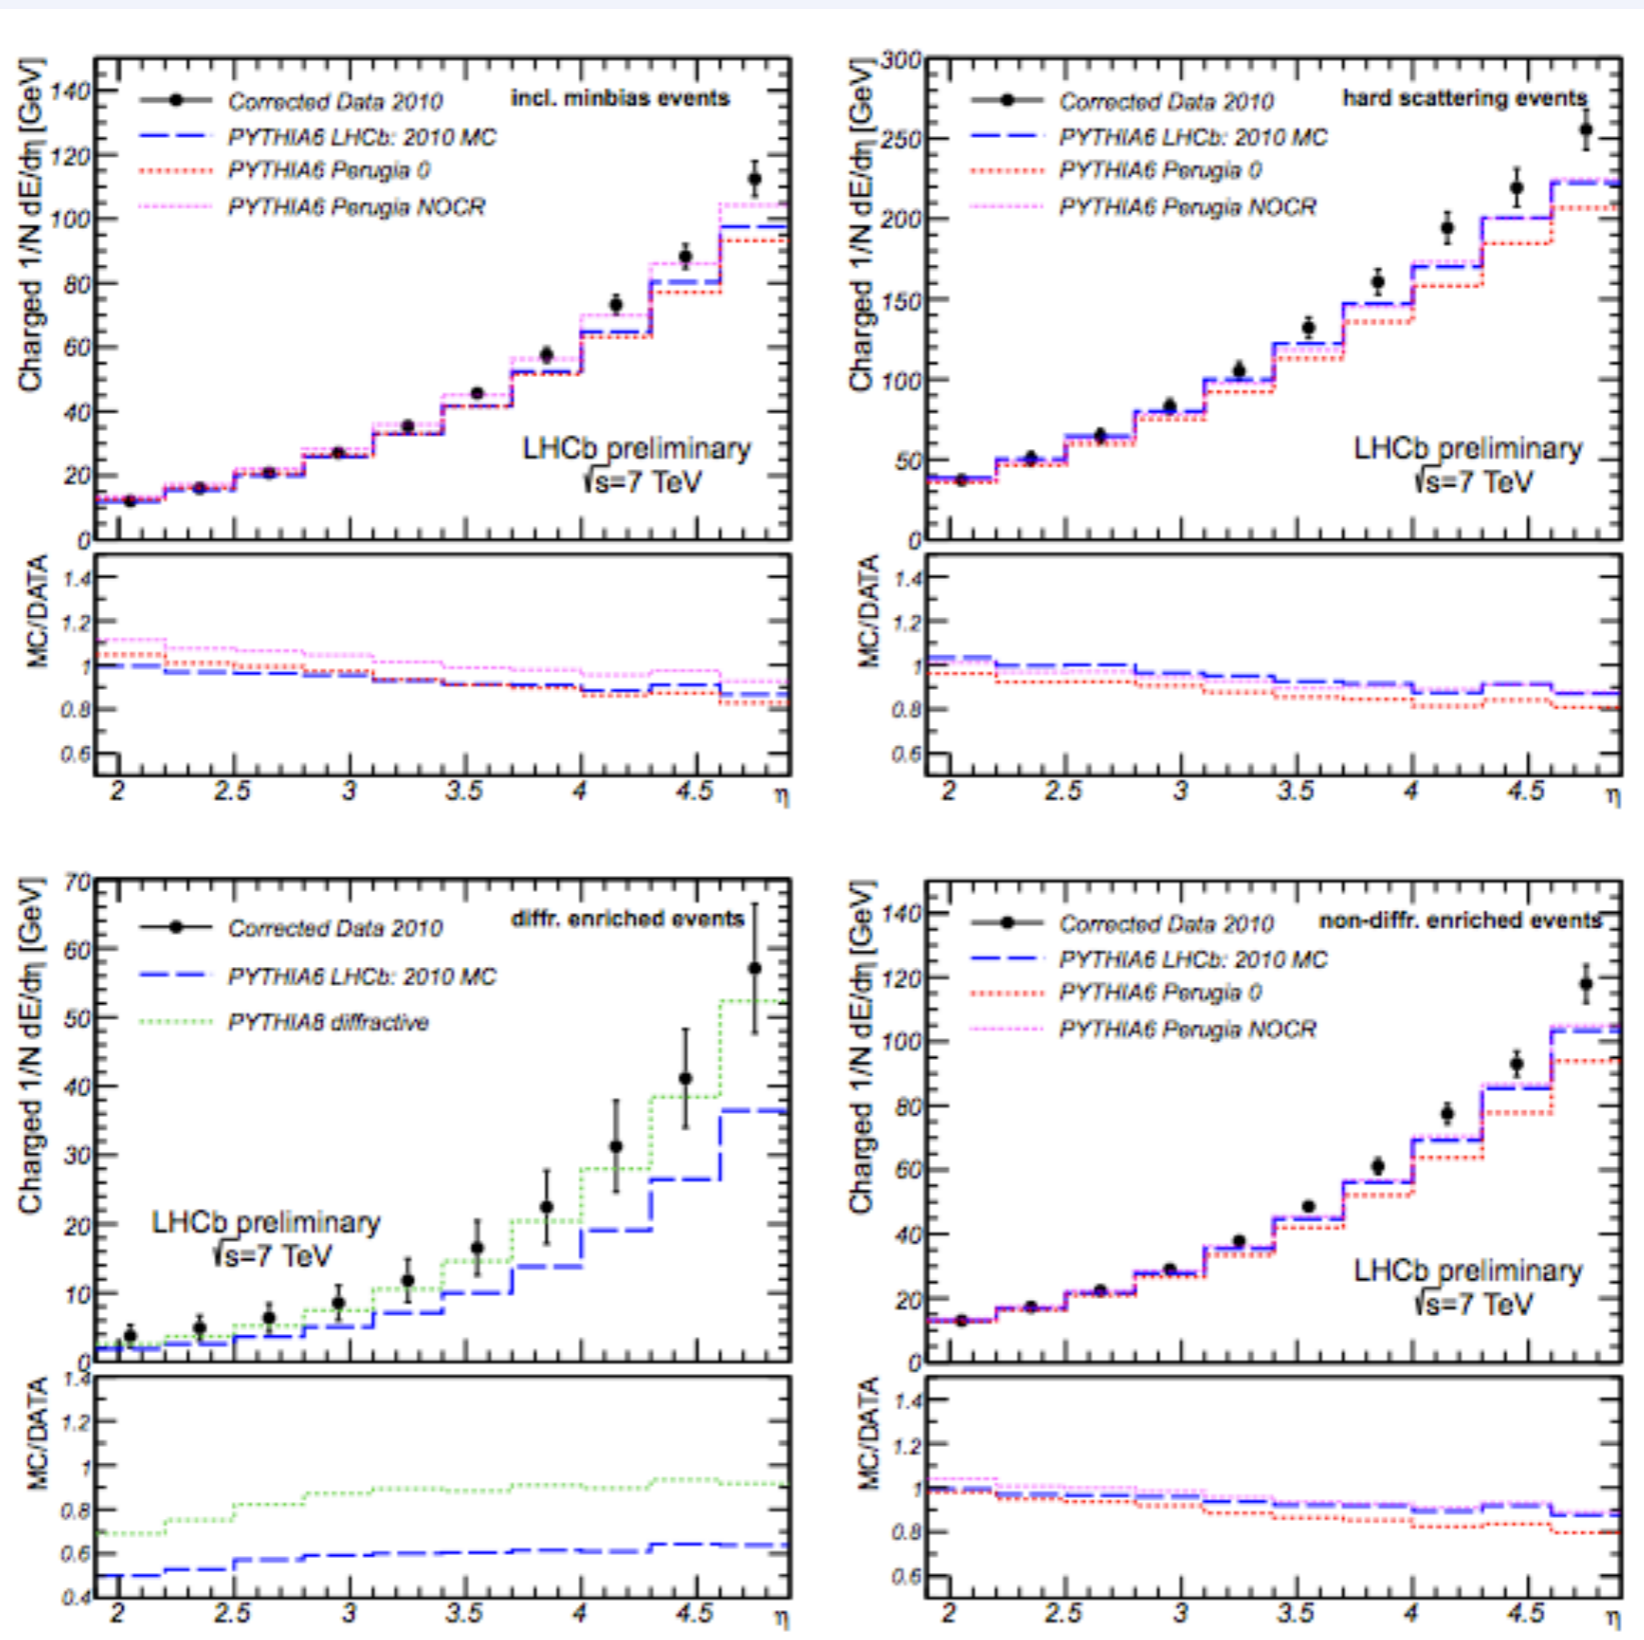 Charged 1/N dE/dη [GeV]
140
120
100
80
60
40
20
0
Corrected Data 2010
incl. minbias events
PYTHIA6 LHCb: 2010 MC
PYTHIA6 Perugia 0
PYTHIA6 Perugia NOCR
LHCb preliminary
√s=7 TeV
MC/DATA
1.4
1.2
1
0.8
0.6
2 2.5 3 3.5 4 4.5 η
Charged 1/N dE/dη [GeV]
300
250
200
150
100
50
0
Corrected Data 2010
hard scattering events
PYTHIA6 LHCb: 2010 MC
PYTHIA6 Perugia 0
PYTHIA6 Perugia NOCR
LHCb preliminary
√s=7 TeV
MC/DATA
1.4
1.2
1
0.8
0.6
2 2.5 3 3.5 4 4.5 η
Charged 1/N dE/dη [GeV]
70
60
50
40
30
20
10
0
Corrected Data 2010
diffr. enriched events
PYTHIA6 LHCb: 2010 MC
PYTHIA8 diffractive
LHCb preliminary
√s=7 TeV
MC/DATA
1.4
1.2
1
0.8
0.6
0.4
2 2.5 3 3.5 4 4.5 η
Charged 1/N dE/dη [GeV]
140
120
100
80
60
40
20
0
Corrected Data 2010
non-diffr. enriched events
PYTHIA6 LHCb: 2010 MC
PYTHIA6 Perugia 0
PYTHIA6 Perugia NOCR
LHCb preliminary
√s=7 TeV
MC/DATA
1.4
1.2
1
0.8
0.6
2 2.5 3 3.5 4 4.5 η